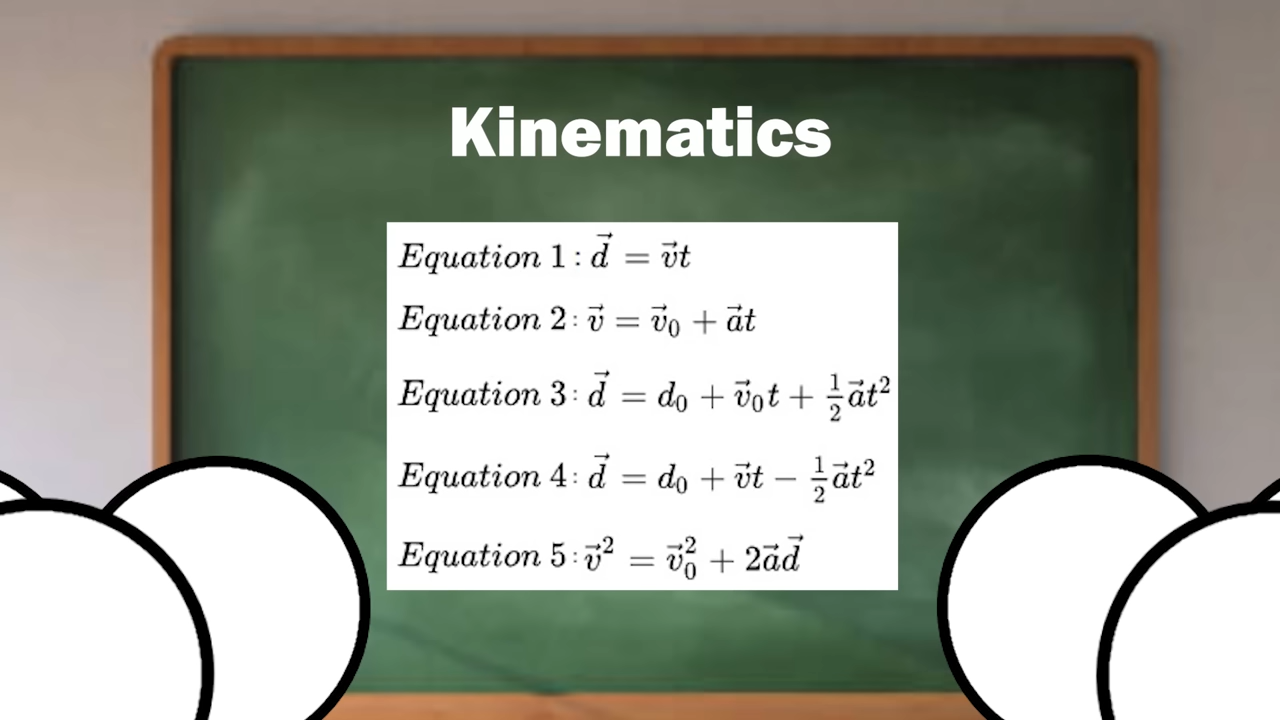 Kinematics
Equation 1: d⃗ = v⃗t
Equation 2: v⃗ = v⃗₀ + a⃗t
Equation 3: d⃗ = d₀ + v⃗₀t + ½a⃗t²
Equation 4: d⃗ = d₀ + v⃗t − ½a⃗t²
Equation 5: v⃗² = v⃗₀² + 2a⃗d⃗